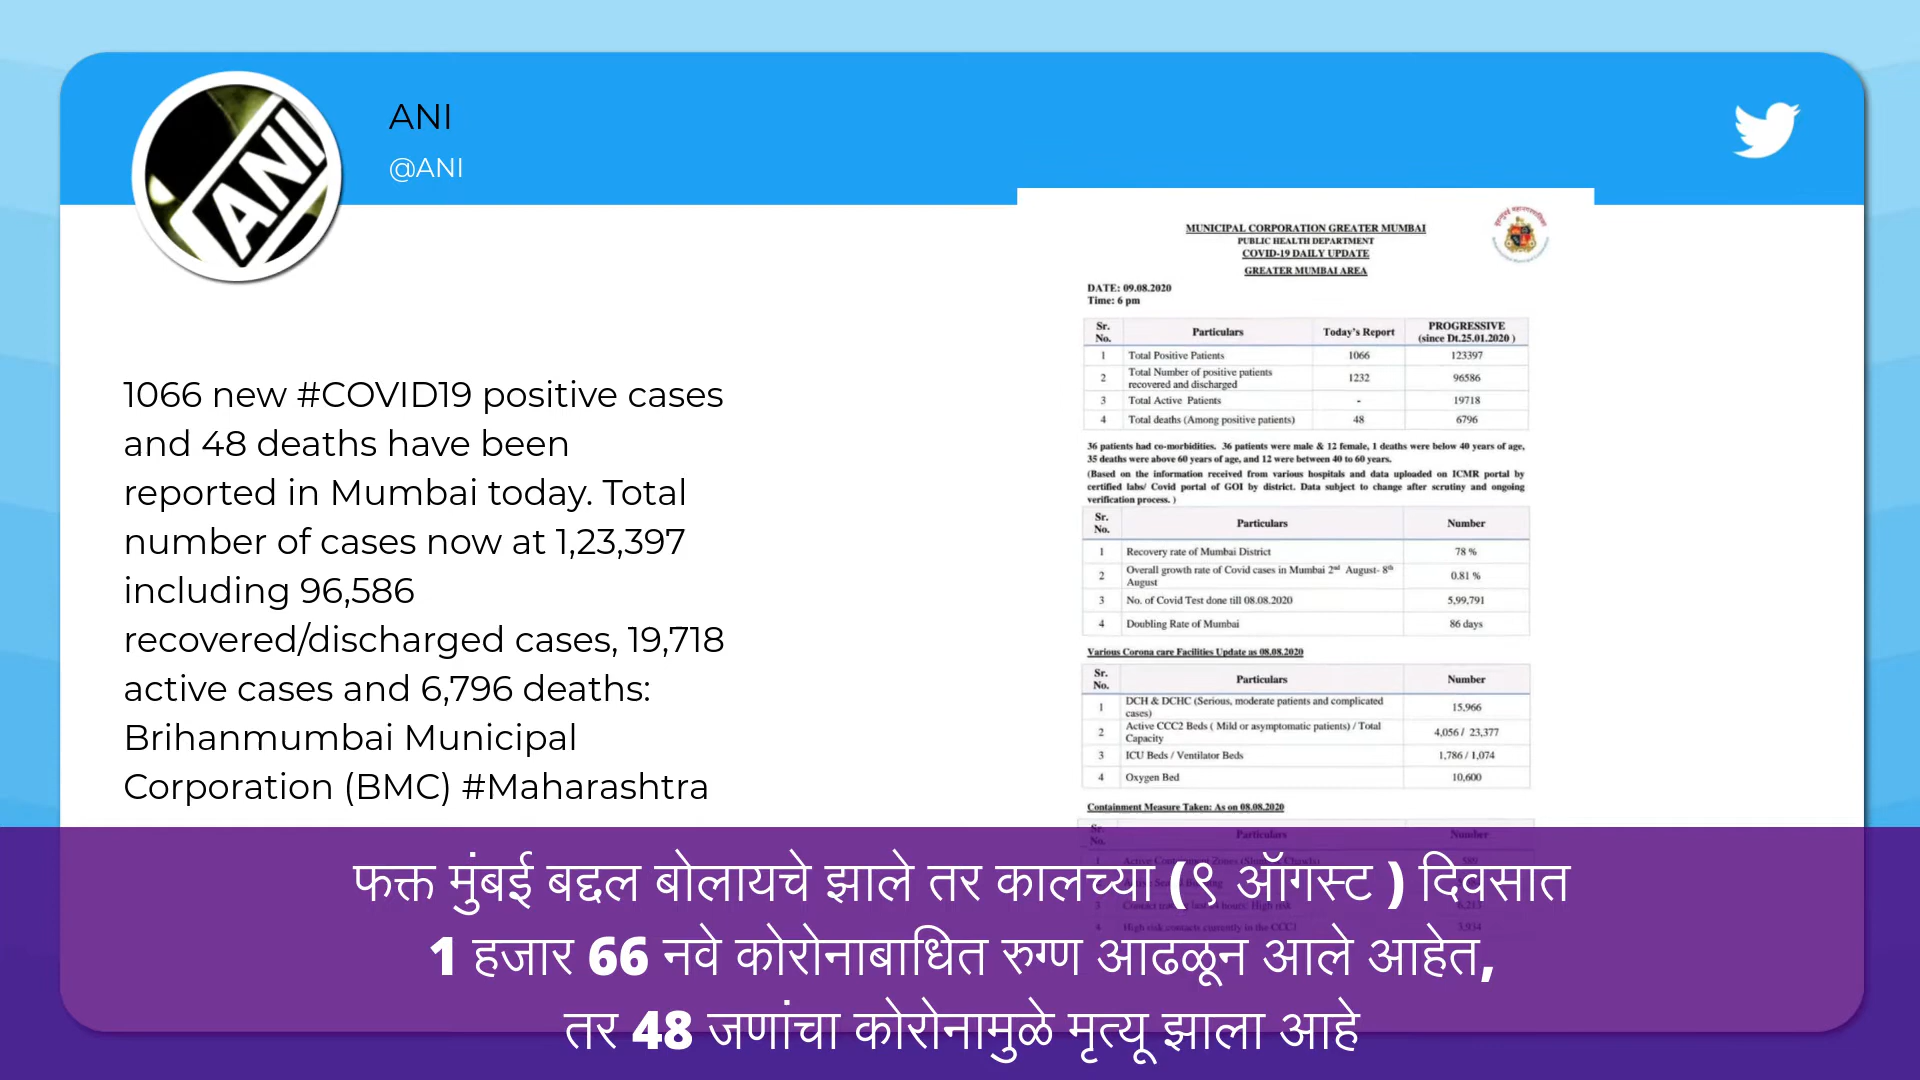 ANI
ANI
@ANI
1066 new #COVID19 positive cases
and 48 deaths have been
reported in Mumbai today. Total
number of cases now at 1,23,397
including 96,586
recovered/discharged cases, 19,718
active cases and 6,796 deaths:
Brihanmumbai Municipal
Corporation (BMC) #Maharashtra
MUNICIPAL CORPORATION GREATER MUMBAI
PUBLIC HEALTH DEPARTMENT
COVID-19 DAILY UPDATE
GREATER MUMBAI AREA
DATE: 09.08.2020
Time: 6 pm
Sr. No. Particulars Today's Report PROGRESSIVE (since Dt.25.01.2020 )
1 Total Positive Patients 1066 123397
2 Total Number of positive patients recovered and discharged 1232 96586
3 Total Active Patients - 19718
4 Total deaths (Among positive patients) 48 6796
36 patients had co-morbidities. 36 patients were male & 12 female, 1 deaths were below 40 years of age,
35 deaths were above 60 years of age, and 12 were between 40 to 60 years.
(Based on the information received from various hospitals and data uploaded on ICMR portal by
certified labs/ Covid portal of GOI by district. Data subject to change after scrutiny and ongoing
verification process. )
Sr. No. Particulars Number
1 Recovery rate of Mumbai District 78 %
2 Overall growth rate of Covid cases in Mumbai 2nd August- 8th August 0.81 %
3 No. of Covid Test done till 08.08.2020 5,99,791
4 Doubling Rate of Mumbai 86 days
Various Corona care Facilities Update as 08.08.2020
Sr. No. Particulars Number
1 DCH & DCHC (Serious, moderate patients and complicated cases) 15,966
2 Active CCC2 Beds ( Mild or asymptomatic patients) / Total Capacity 4,056 / 23,377
3 ICU Beds / Ventilator Beds 1,786 / 1,074
4 Oxygen Bed 10,600
Containment Measure Taken: As on 08.08.2020
Sr. No. Particulars Number
4 High risk contacts currently in the CCC1 3,934
फक्त मुंबई बद्दल बोलायचे झाले तर कालच्या (९ ऑगस्ट ) दिवसात
1 हजार 66 नवे कोरोनाबाधित रुग्ण आढळून आले आहेत,
तर 48 जणांचा कोरोनामुळे मृत्यू झाला आहे